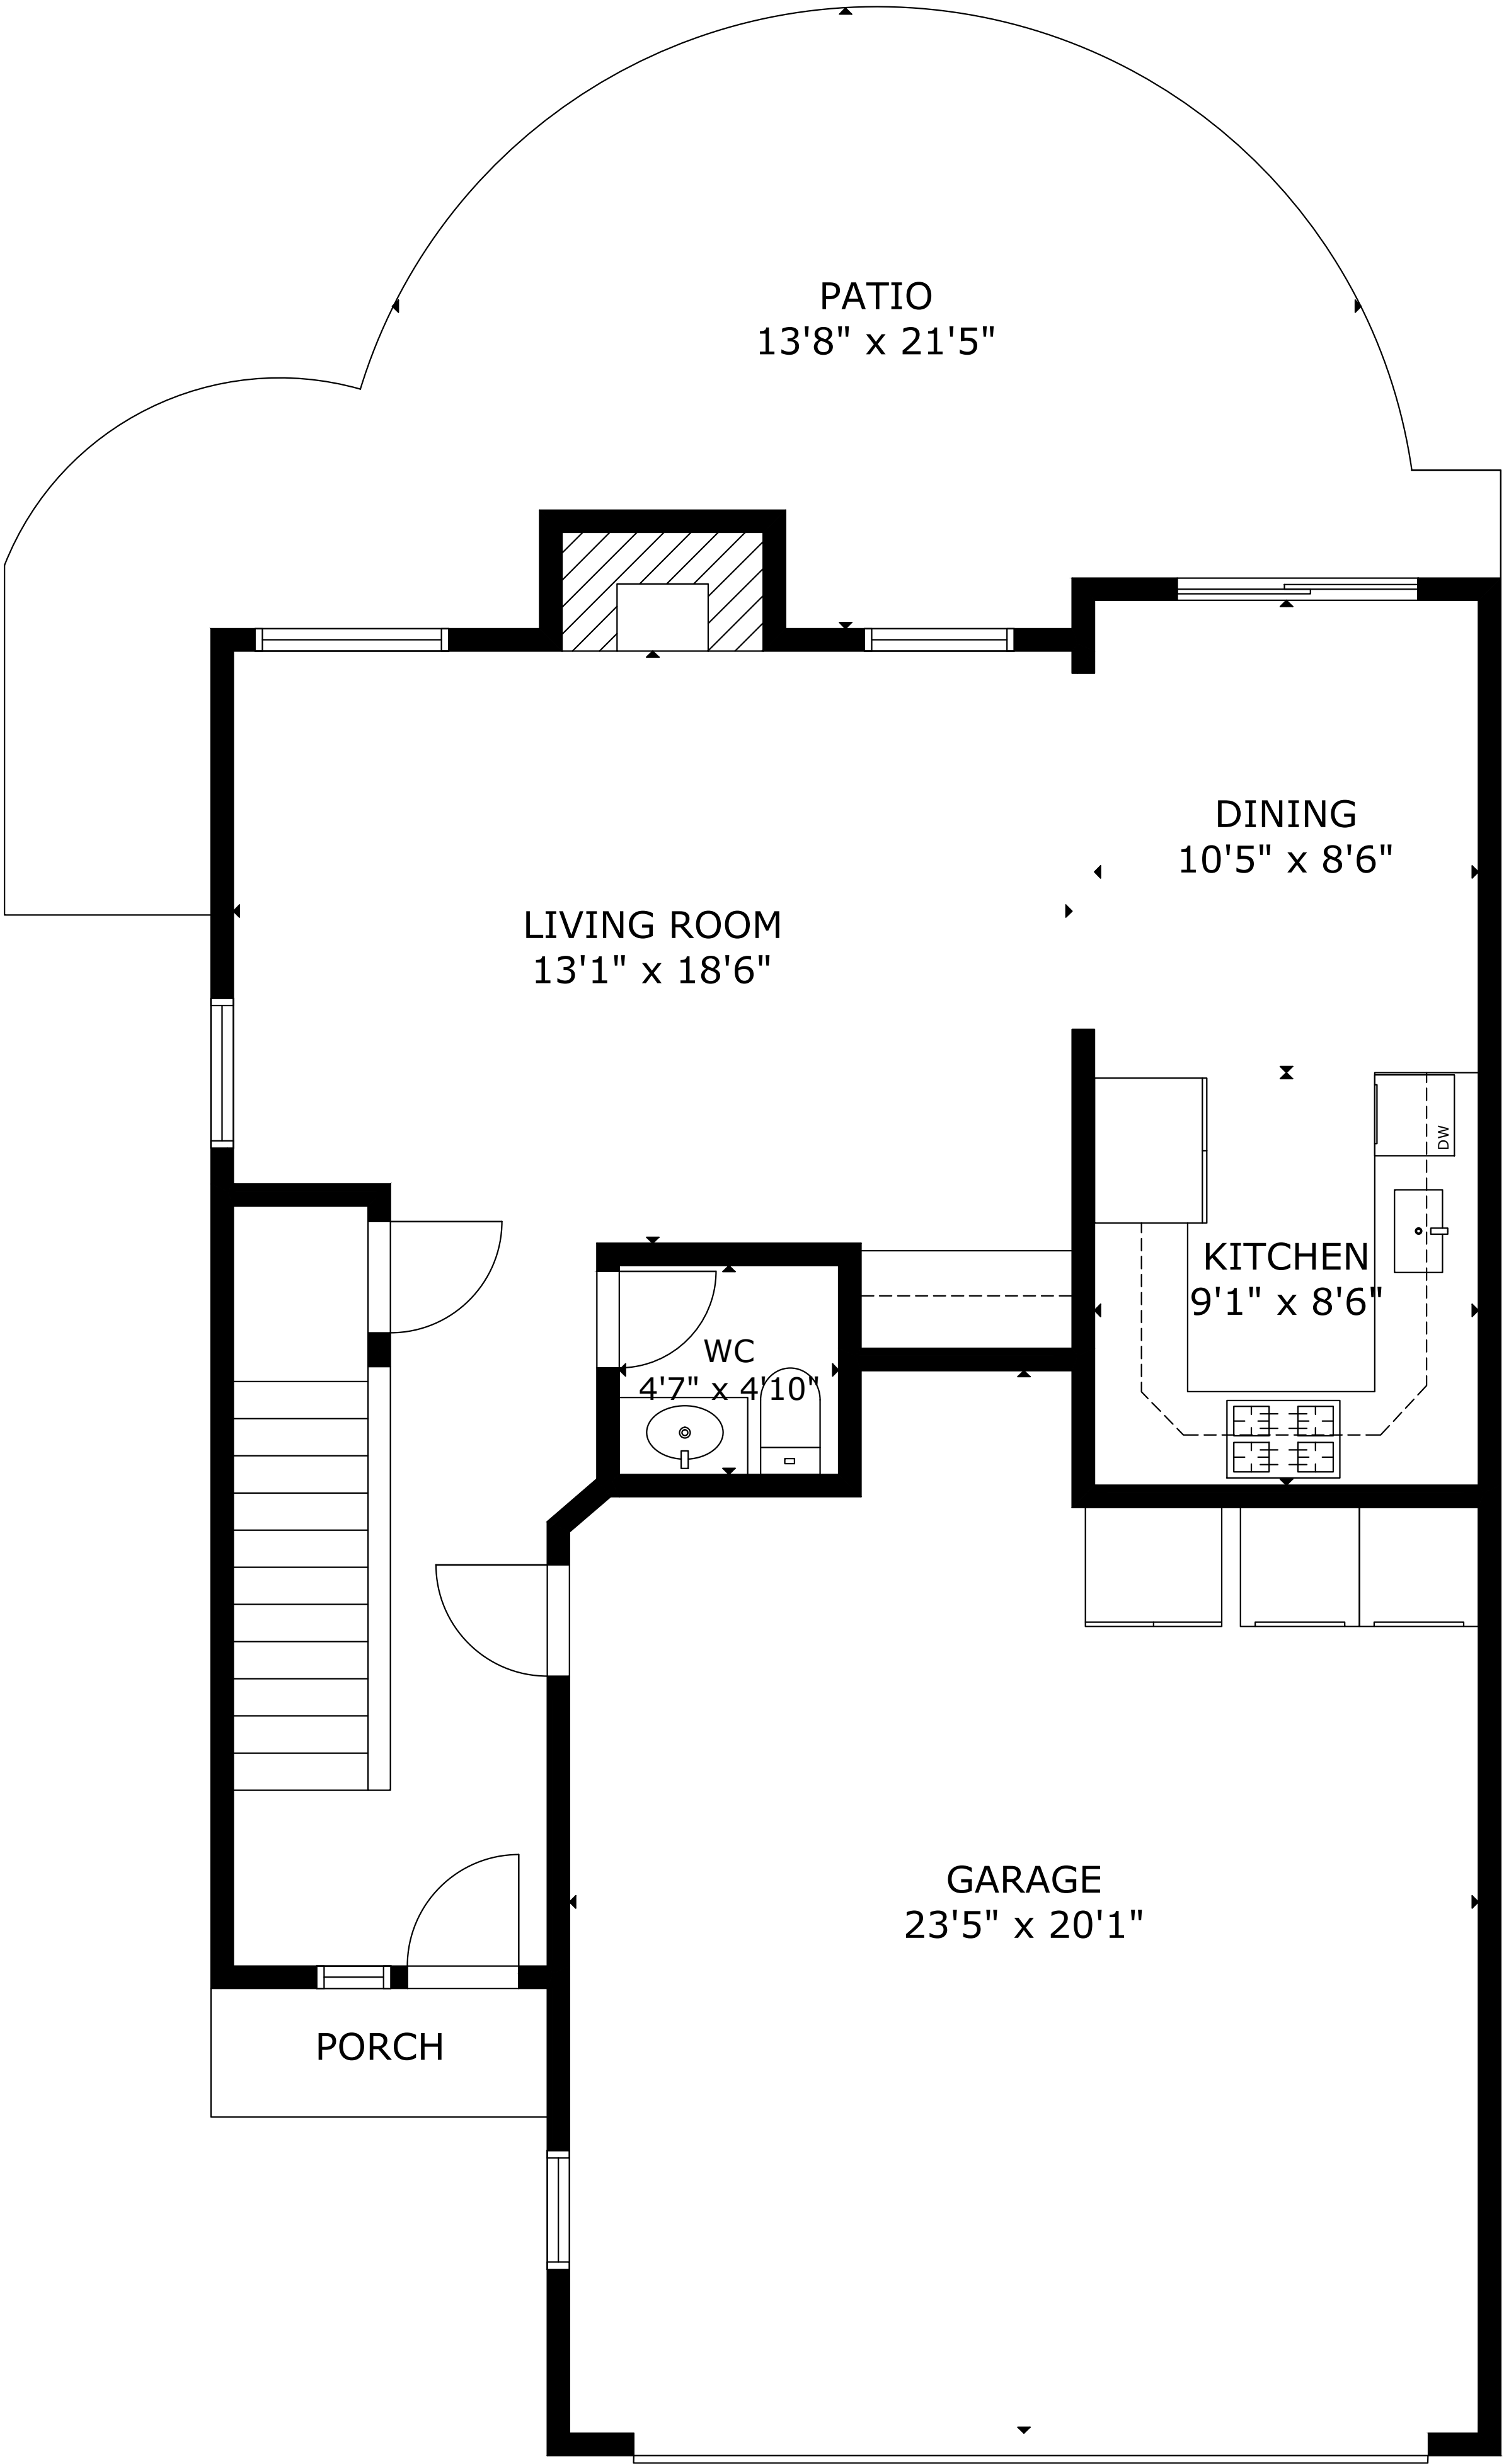 PATIO
13'8" x 21'5"
DINING
10'5" x 8'6"
LIVING ROOM
13'1" x 18'6"
DW
KITCHEN
9'1" x 8'6"
WC
4'7" x 4'10"
GARAGE
23'5" x 20'1"
PORCH